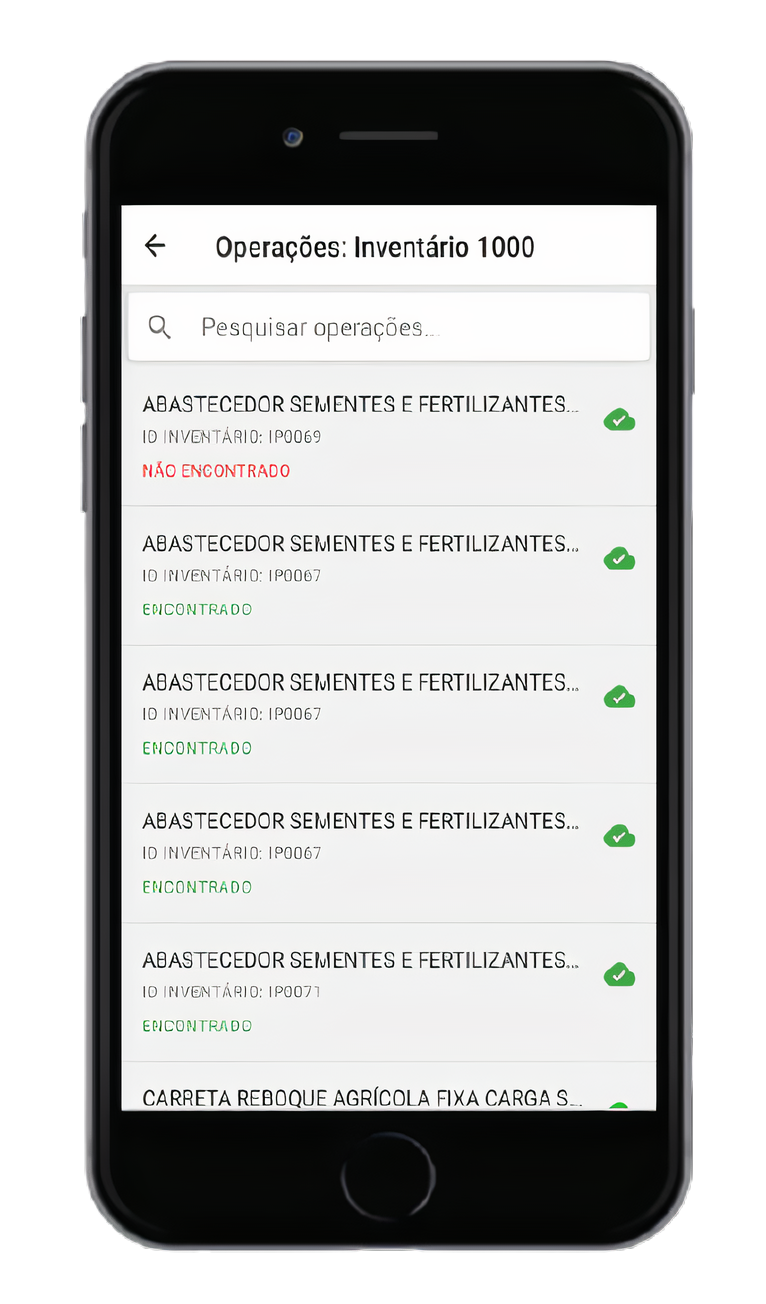 Operações: Inventário 1000
Pesquisar operações...
ABASTECEDOR SEMENTES E FERTILIZANTES...
ID INVENTÁRIO: IP0069
NÃO ENCONTRADO
ABASTECEDOR SEMENTES E FERTILIZANTES...
ID INVENTÁRIO: IP0067
ENCONTRADO
ABASTECEDOR SEMENTES E FERTILIZANTES...
ID INVENTÁRIO: IP0067
ENCONTRADO
ABASTECEDOR SEMENTES E FERTILIZANTES...
ID INVENTÁRIO: IP0067
ENCONTRADO
ABASTECEDOR SEMENTES E FERTILIZANTES...
ID INVENTÁRIO: IP0071
ENCONTRADO
CARRETA REBOQUE AGRÍCOLA FIXA CARGA S...